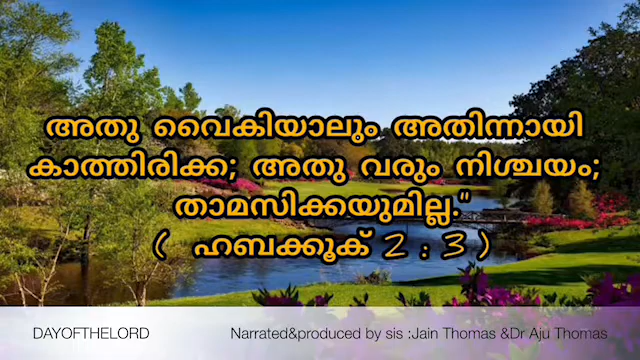 അതു വൈകിയാലും അതിന്നായി
കാത്തിരിക്ക; അതു വരും നിശ്ചയം;
താമസിക്കയുമില്ല."
( ഹബക്കൂക് 2 : 3 )
DAYOFTHELORD Narrated&produced by sis :Jain Thomas &Dr Aju Thomas